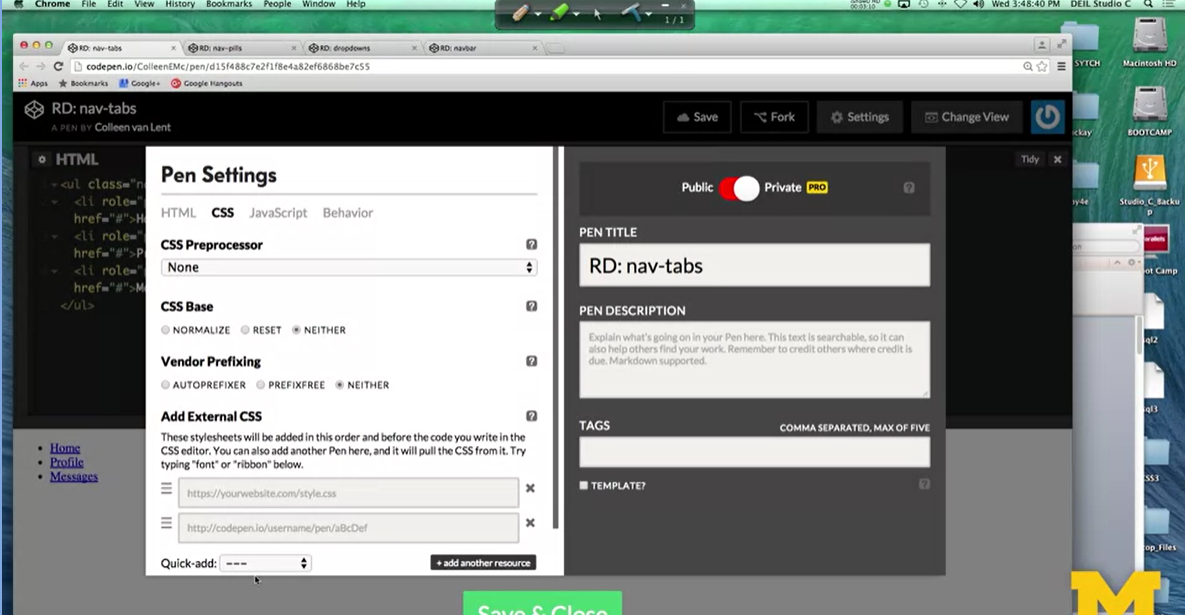 Chrome File Edit View History Bookmarks People Window Help
00:03:10
Wed 3:48:40 PM DEIL Studio C
1 / 1
RD: nav-tabs
RD: nav-pills
RD: dropdowns
RD: navbar
codepen.io/ColleenEMc/pen/d15f488c7e2f1f8e4a82ef6868be7c55
Apps Bookmarks Google+ Google Hangouts
RD: nav-tabs
A PEN BY Colleen van Lent
Save Fork Settings Change View
HTML
Tidy
<ul class="n
<li role="
href="#">H
<li role="
href="#">P
<li role="
href="#">M
</ul>
Home
Profile
Messages
Pen Settings
HTML CSS JavaScript Behavior
CSS Preprocessor ?
None
CSS Base ?
NORMALIZE RESET NEITHER
Vendor Prefixing ?
AUTOPREFIXER PREFIXFREE NEITHER
Add External CSS ?
These stylesheets will be added in this order and before the code you write in the
CSS editor. You can also add another Pen here, and it will pull the CSS from it. Try
typing "font" or "ribbon" below.
https://yourwebsite.com/style.css
http://codepen.io/username/pen/aBcDef
Quick-add: --- + add another resource
Save & Close
Public Private PRO ?
PEN TITLE
RD: nav-tabs
PEN DESCRIPTION
Explain what's going on in your Pen here. This text is searchable, so it can
also help others find your work. Remember to credit others where credit is
due. Markdown supported.
TAGS COMMA SEPARATED, MAX OF FIVE
TEMPLATE? ?
SYTCH
Macintosh HD
ckay
BOOTCAMP
by4e
Studio_C_Backu
p
ot Camp
ql2
ql3
CSS3
top_Files
M